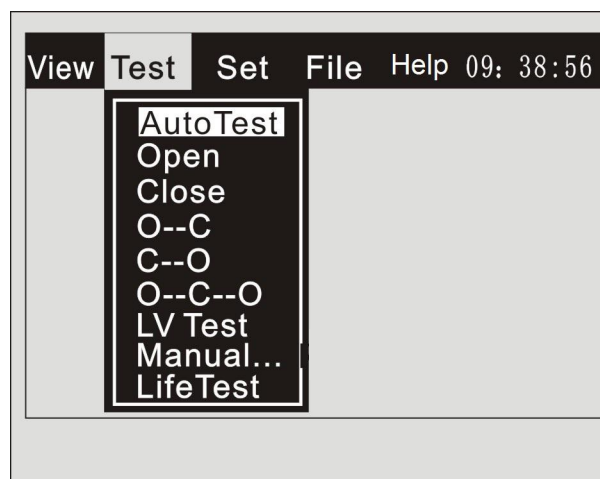 View Test Set File Help 09: 38:56
AutoTest
Open
Close
O--C
C--O
O--C--O
LV Test
Manual...
LifeTest